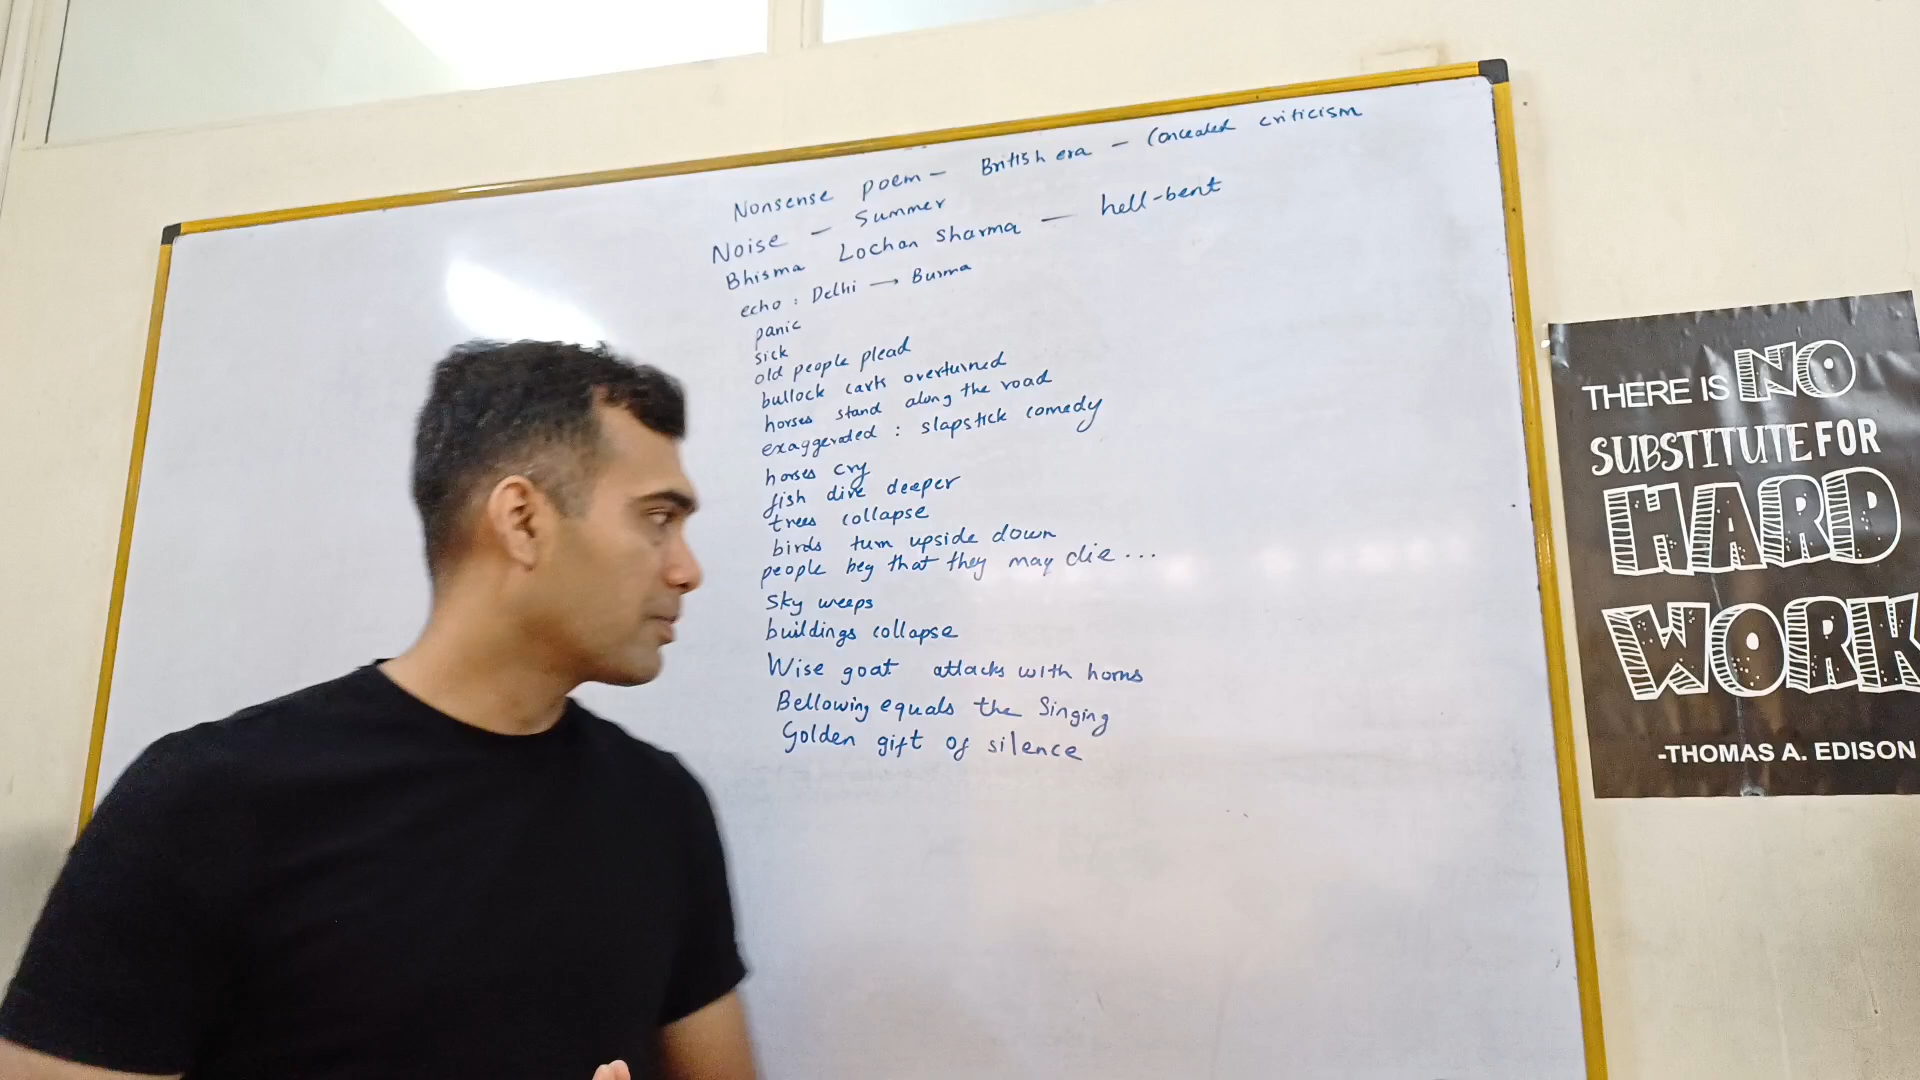 Nonsense poem - British era - Concealed criticism
Noise - Summer
Bhisma Lochan Sharma - hell-bent
echo : Delhi → Burma
panic
sick
old people plead
bullock carts overturned
horses stand along the road
exaggerated : slapstick comedy
horses cry
fish dive deeper
trees collapse
birds turn upside down
people beg that they may die ...
Sky weeps
buildings collapse
Wise goat attacks with horns
Bellowing equals the Singing
Golden gift of silence
THERE IS NO
SUBSTITUTE FOR
HARD
WORK
-THOMAS A. EDISON